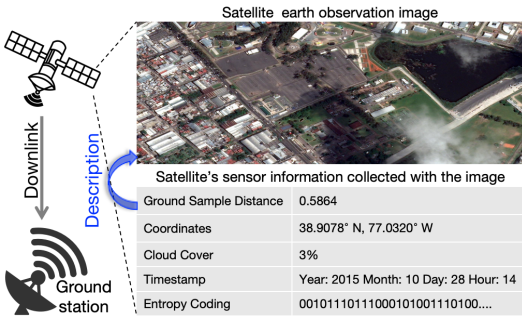 Satellite earth observation image
Downlink
Description
Satellite's sensor information collected with the image
Ground Sample Distance 0.5864
Coordinates 38.9078° N, 77.0320° W
Cloud Cover 3%
Timestamp Year: 2015 Month: 10 Day: 28 Hour: 14
Entropy Coding 0010111011100010100111010​0....
Ground
station